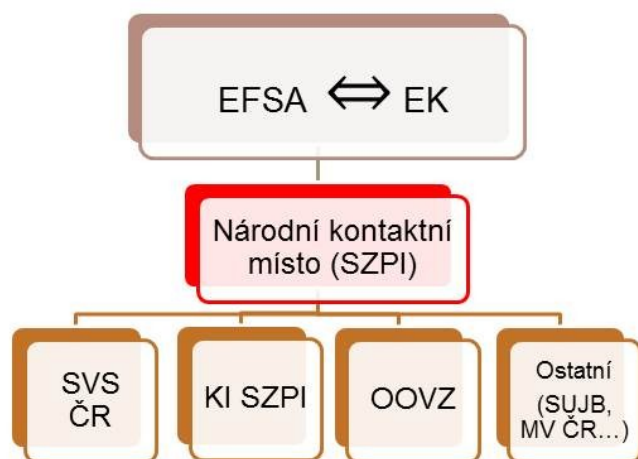 EFSA ⇔ EK
Národní kontaktní
místo (SZPI)
SVS
ČR
KI SZPI
OOVZ
Ostatní
(SUJB,
MV ČR…)